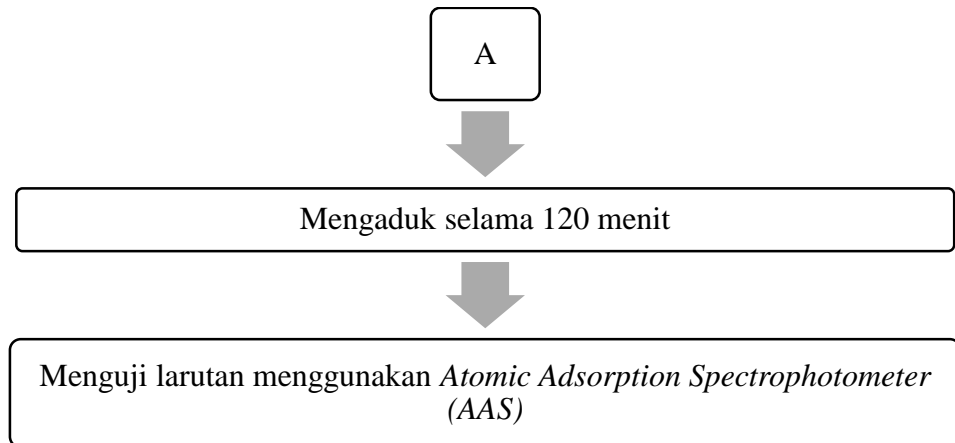 A
Mengaduk selama 120 menit
Menguji larutan menggunakan Atomic Adsorption Spectrophotometer
(AAS)